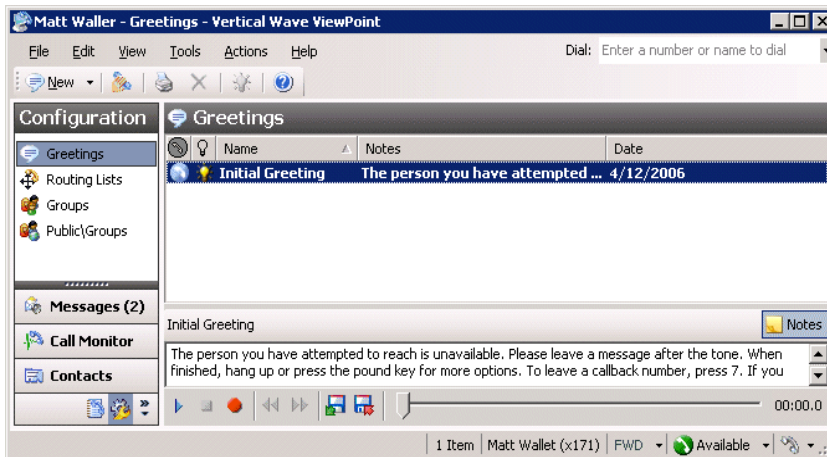 Matt Waller - Greetings - Vertical Wave ViewPoint
File Edit View Tools Actions Help Dial: Enter a number or name to dial
New
Configuration
Greetings
Greetings
Name Notes Date
Routing Lists
Initial Greeting The person you have attempted ... 4/12/2006
Groups
Public\Groups
Messages (2)
Initial Greeting Notes
Call Monitor
The person you have attempted to reach is unavailable. Please leave a message after the tone. When
finished, hang up or press the pound key for more options. To leave a callback number, press 7. If you
Contacts
00:00.0
1 Item Matt Wallet (x171) FWD Available